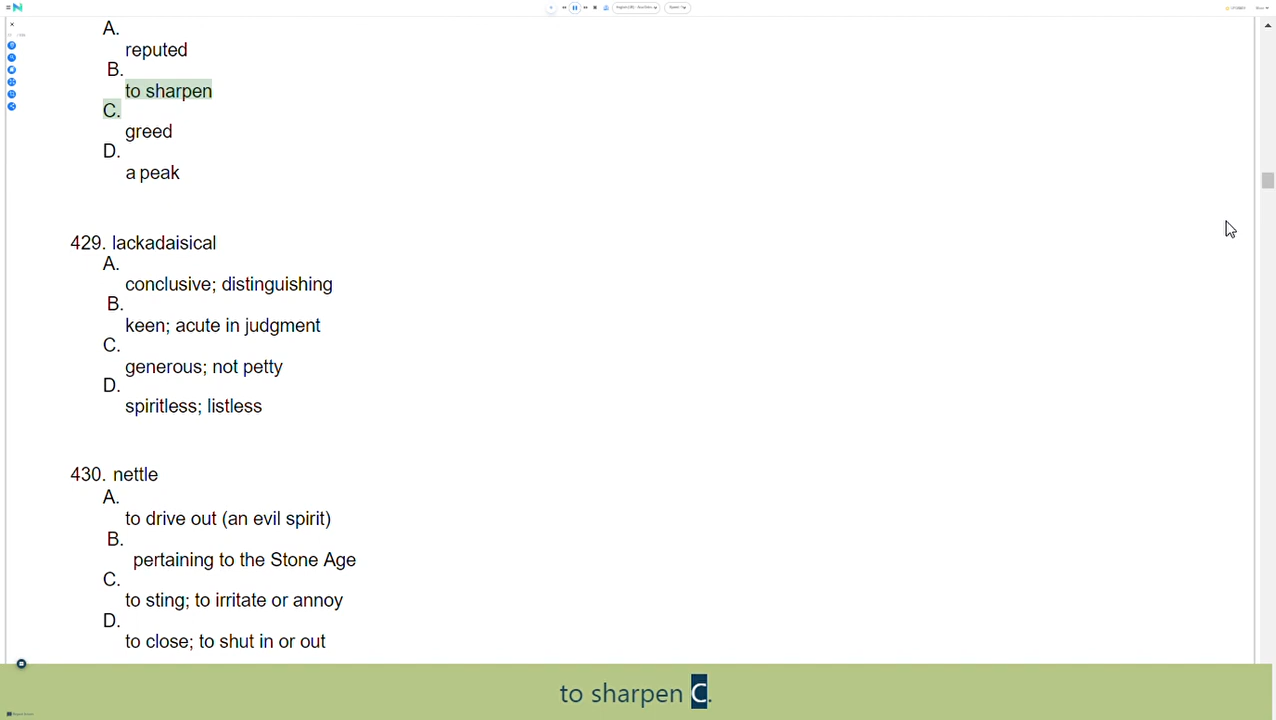 A.
reputed
B.
to sharpen
C.
greed
D.
a peak
429. lackadaisical
A.
conclusive; distinguishing
B.
keen; acute in judgment
C.
generous; not petty
D.
spiritless; listless
430. nettle
A.
to drive out (an evil spirit)
B.
pertaining to the Stone Age
C.
to sting; to irritate or annoy
D.
to close; to shut in or out
to sharpen C.